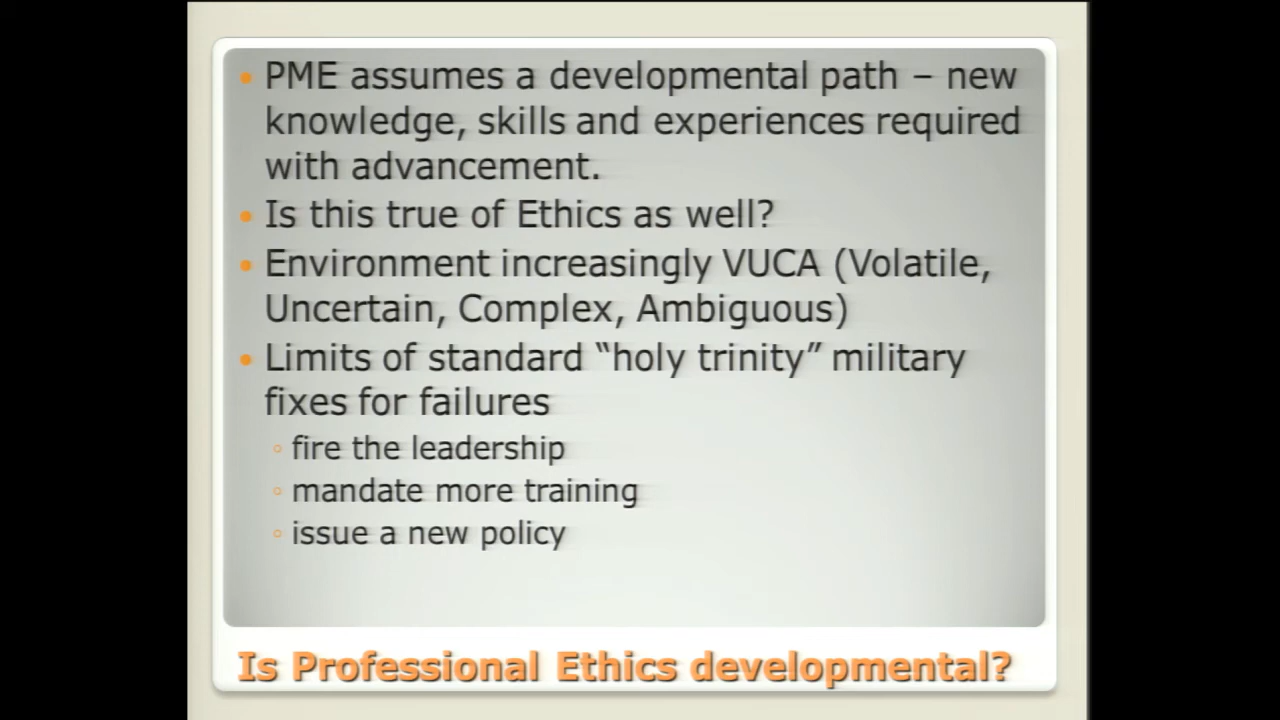 • PME assumes a developmental path – new
knowledge, skills and experiences required
with advancement.
• Is this true of Ethics as well?
• Environment increasingly VUCA (Volatile,
Uncertain, Complex, Ambiguous)
• Limits of standard “holy trinity” military
fixes for failures
◦ fire the leadership
◦ mandate more training
◦ issue a new policy
Is Professional Ethics developmental?